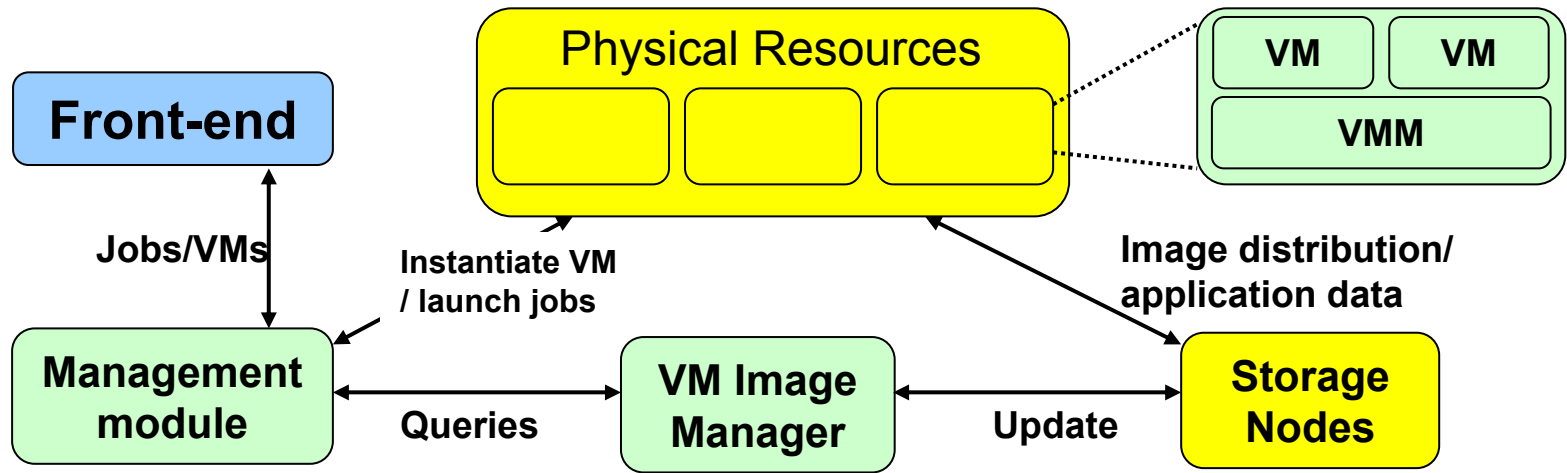 Physical Resources
VM
VM
VMM
Front-end
Jobs/VMs
Instantiate VM
/ launch jobs
Image distribution/
application data
Management
module
Queries
VM Image
Manager
Update
Storage
Nodes